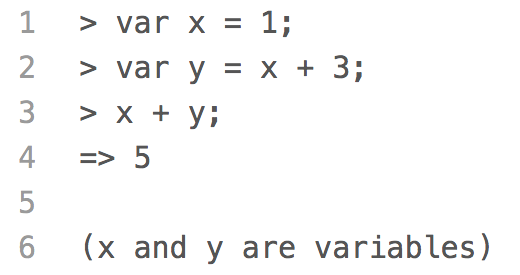 1 > var x = 1;
2 > var y = x + 3;
3 > x + y;
4 => 5
5
6 (x and y are variables)